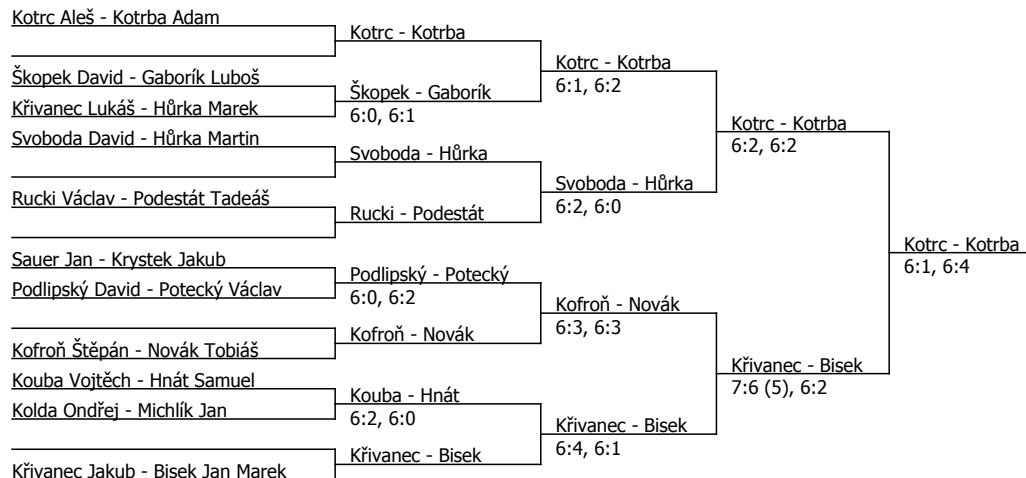 Kotrc Aleš - Kotrba Adam
Kotrc - Kotrba
Kotrc - Kotrba
6:1, 6:2
Škopek David - Gaborík Luboš
Škopek - Gaborík
6:0, 6:1
Křivanec Lukáš - Hůrka Marek
Kotrc - Kotrba
6:2, 6:2
Svoboda David - Hůrka Martin
Svoboda - Hůrka
Svoboda - Hůrka
6:2, 6:0
Rucki Václav - Podestát Tadeáš
Rucki - Podestát
Kotrc - Kotrba
6:1, 6:4
Sauer Jan - Krystek Jakub
Podlipský - Potecký
6:0, 6:2
Podlipský David - Potecký Václav
Kofroň - Novák
6:3, 6:3
Kofroň - Novák
Kofroň Štěpán - Novák Tobiáš
Křivanec - Bisek
7:6 (5), 6:2
Kouba Vojtěch - Hnát Samuel
Kouba - Hnát
6:2, 6:0
Kolda Ondřej - Michlík Jan
Křivanec - Bisek
6:4, 6:1
Křivanec - Bisek
Křivanec Jakub - Bisek Jan Marek